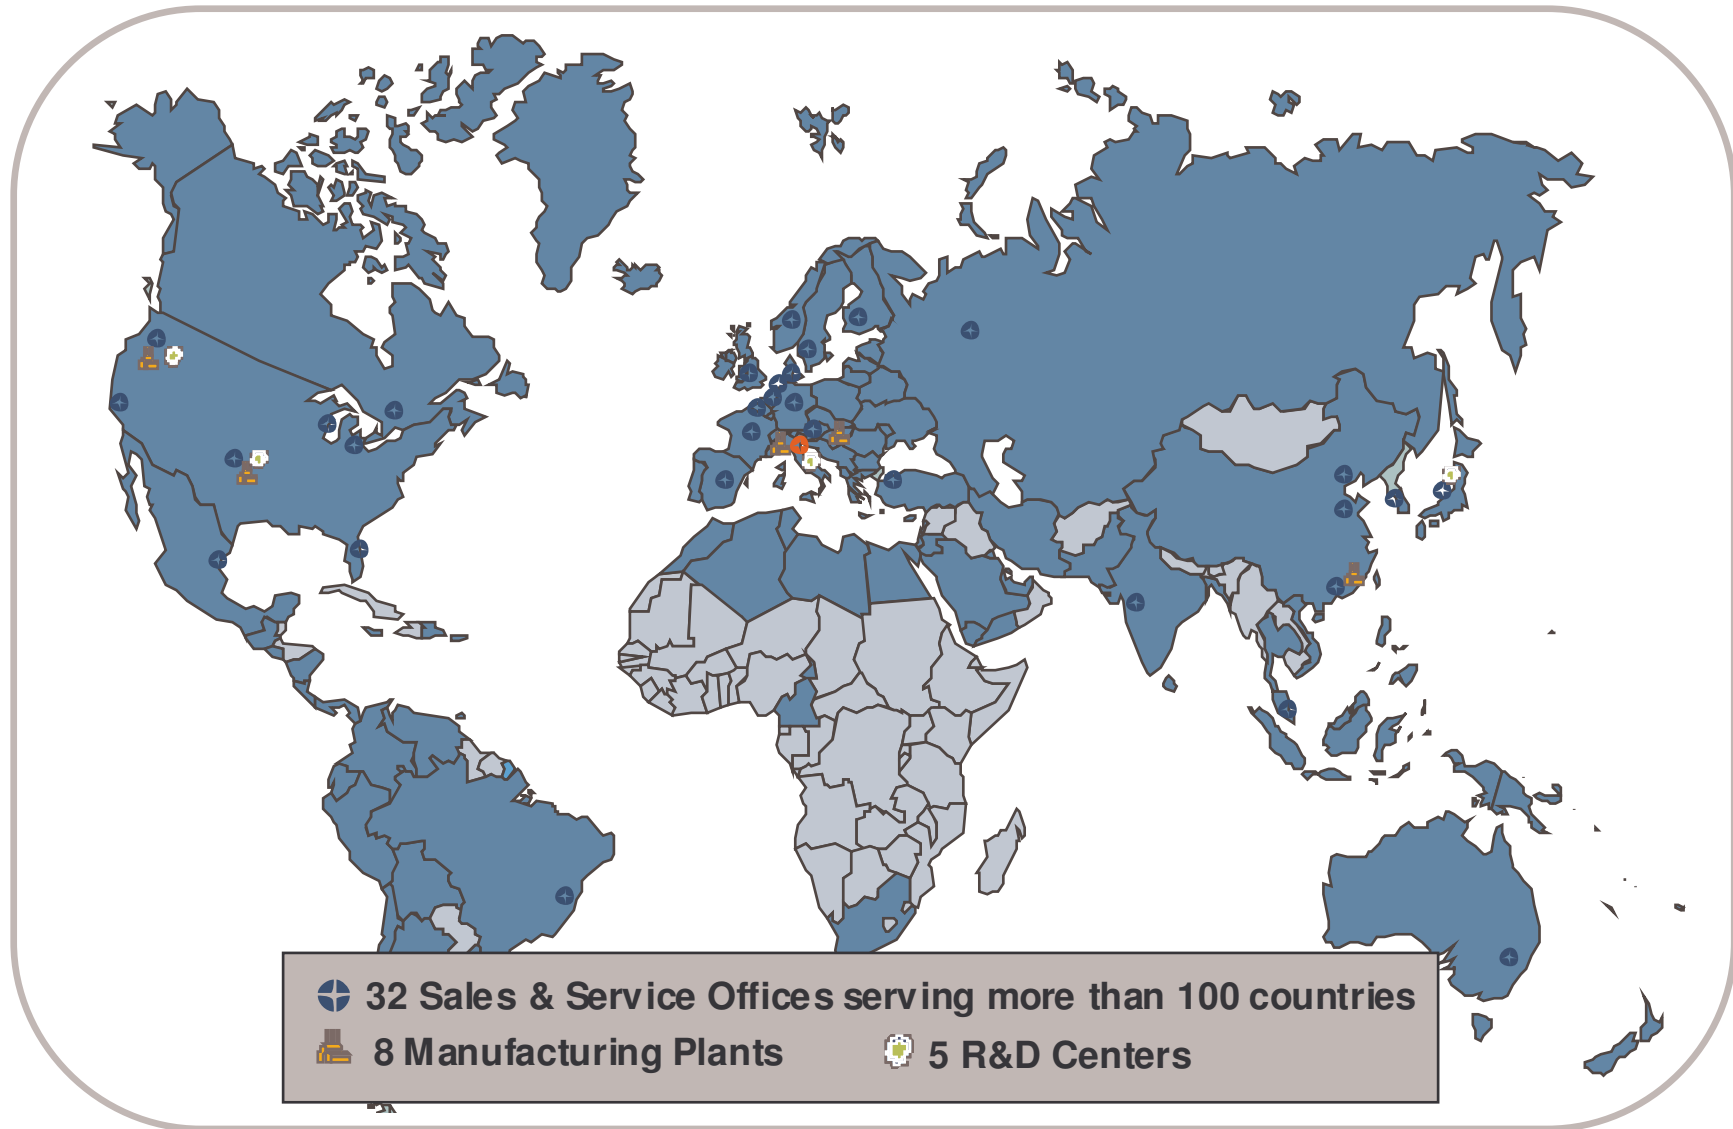 32 Sales & Service Offices serving more than 100 countries
8 Manufacturing Plants
5 R&D Centers